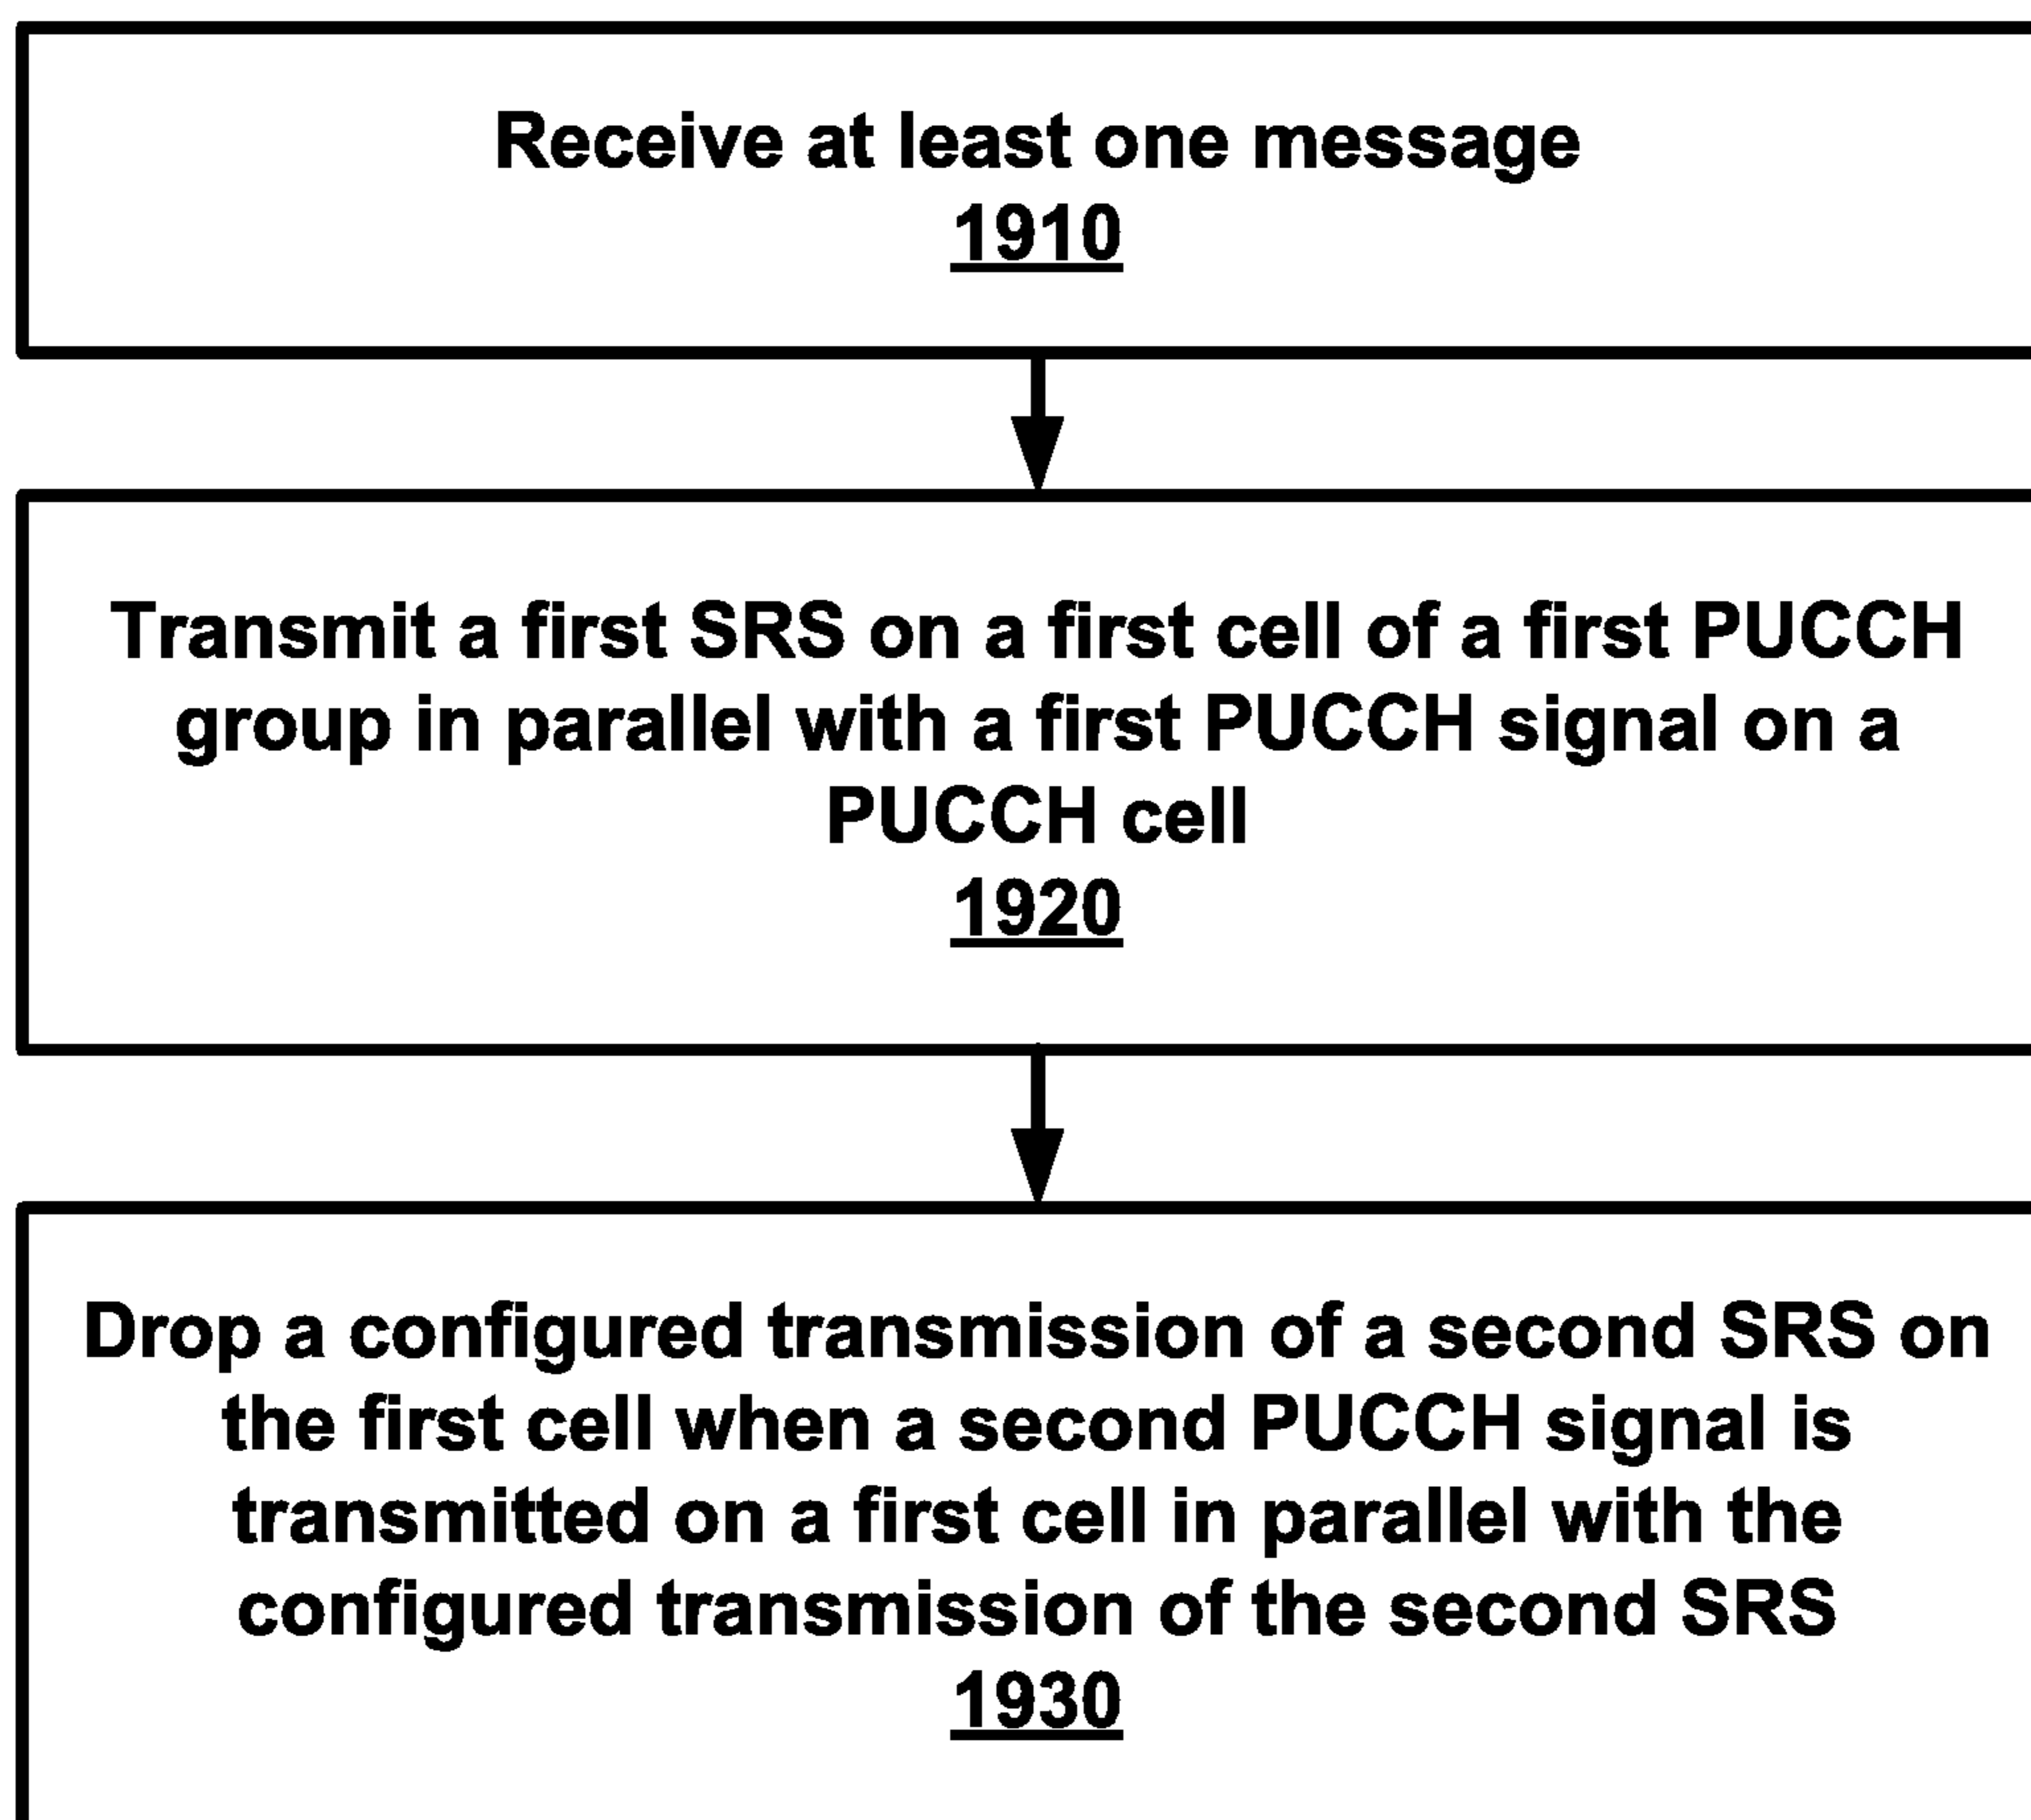 Receive at least one message
1910
Transmit a first SRS on a first cell of a first PUCCH
group in parallel with a first PUCCH signal on a
PUCCH cell
1920
Drop a configured transmission of a second SRS on
the first cell when a second PUCCH signal is
transmitted on a first cell in parallel with the
configured transmission of the second SRS
1930